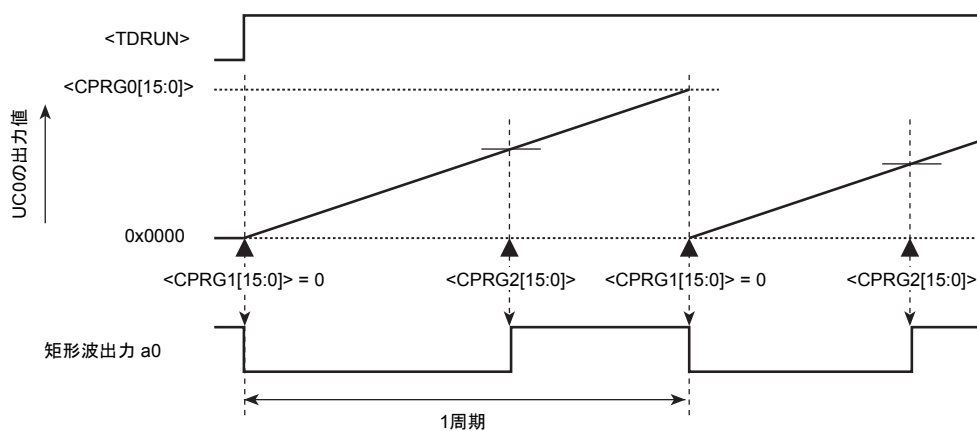 <TDRUN>
<CPRG0[15:0]>
UC0の出力値
0x0000
<CPRG1[15:0]> = 0
<CPRG2[15:0]>
<CPRG1[15:0]> = 0
<CPRG2[15:0]>
矩形波出力 a0
1周期